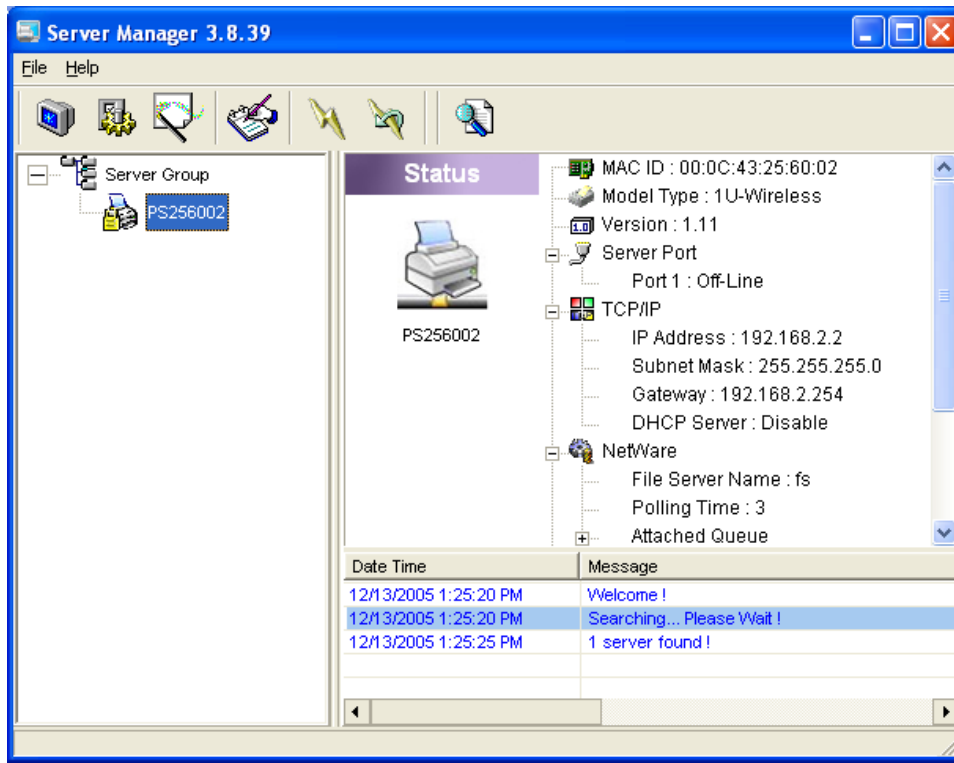 Server Manager 3.8.39
File Help
Server Group
PS256002
Status
PS256002
MAC ID : 00:0C:43:25:60:02
Model Type : 1U-Wireless
1.0 Version : 1.11
Server Port
Port 1 : Off-Line
TCP/IP
IP Address : 192.168.2.2
Subnet Mask : 255.255.255.0
Gateway : 192.168.2.254
DHCP Server : Disable
NetWare
File Server Name : fs
Polling Time : 3
Attached Queue
Date Time Message
12/13/2005 1:25:20 PM Welcome !
12/13/2005 1:25:20 PM Searching... Please Wait !
12/13/2005 1:25:25 PM 1 server found !